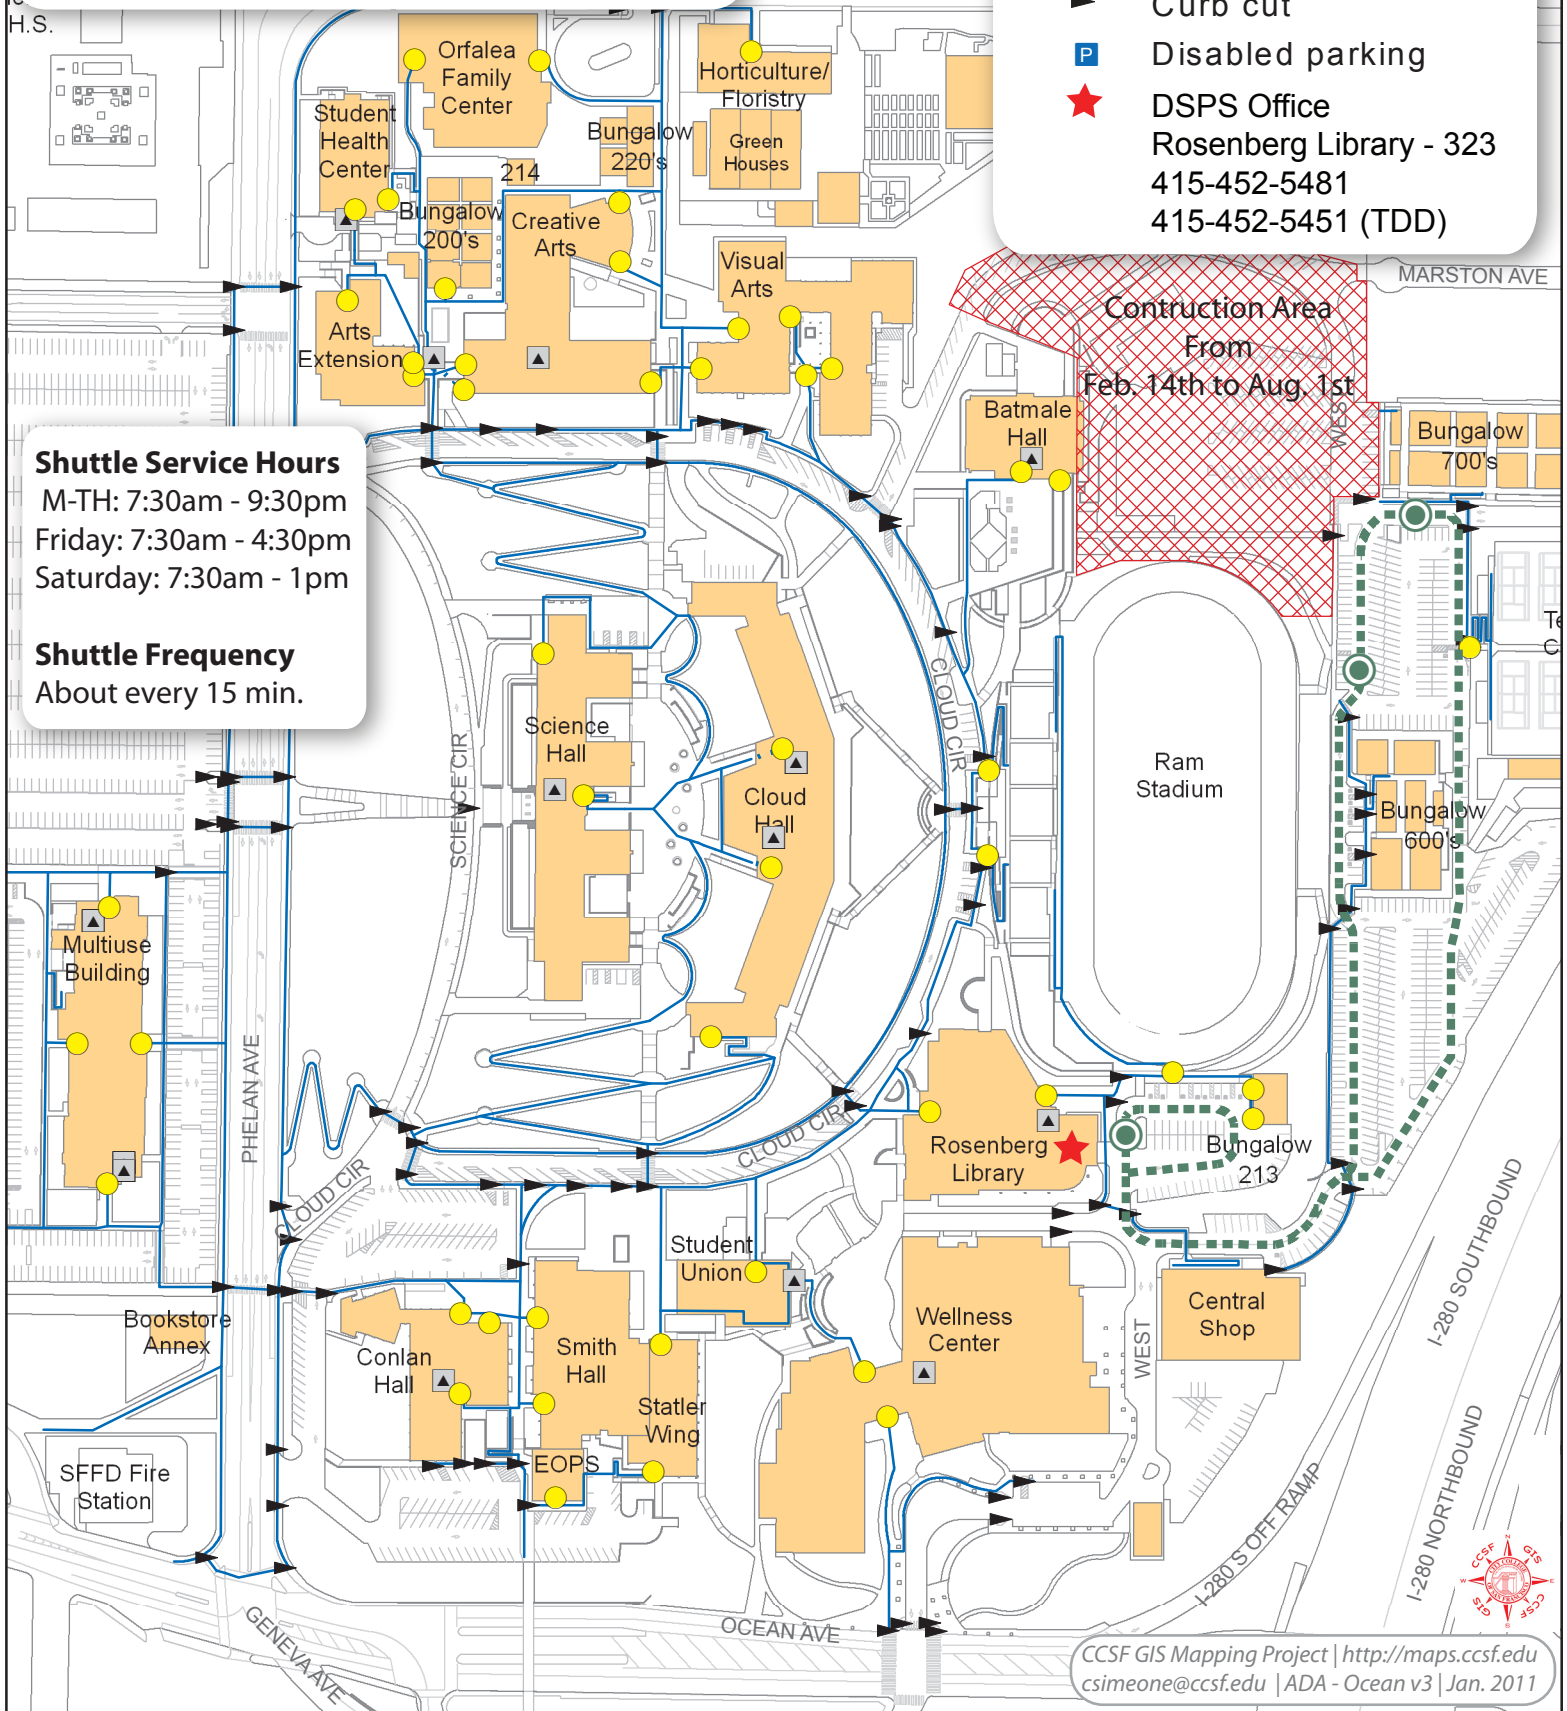 H.S.
Curb cut
Disabled parking
P
DSPS Office
Rosenberg Library - 323
415-452-5481
415-452-5451 (TDD)
Orfalea
Family
Center
Horticulture/
Floristry
Student
Health
Center
Bungalow
220's
Green
Houses
214
Bungalow
200's
Creative
Arts
Visual
Arts
MARSTON AVE
Contruction Area
From
Feb. 14th to Aug. 1st
WEST
Arts
Extension
Batmale
Hall
Bungalow
700's
Shuttle Service Hours
M-TH: 7:30am - 9:30pm
Friday: 7:30am - 4:30pm
Saturday: 7:30am - 1pm
Shuttle Frequency
About every 15 min.
Science
Hall
CLOUD CIR
SCIENCE CIR
Cloud
Hall
Ram
Stadium
Bungalow
600's
Multiuse
Building
PHELAN AVE
CLOUD CIR
Rosenberg
Library
Bungalow
213
CLOUD CIR
Student
Union
Central
Shop
I-280 SOUTHBOUND
Bookstore
Annex
Conlan
Hall
Smith
Hall
Wellness
Center
WEST
Statler
Wing
SFFD Fire
Station
EOPS
I-280 S OFF RAMP
I-280 NORTHBOUND
CCSF GIS
GIS CCSF
GENEVA AVE
OCEAN AVE
CCSF GIS Mapping Project | http://maps.ccsf.edu
csimeone@ccsf.edu | ADA - Ocean v3 | Jan. 2011